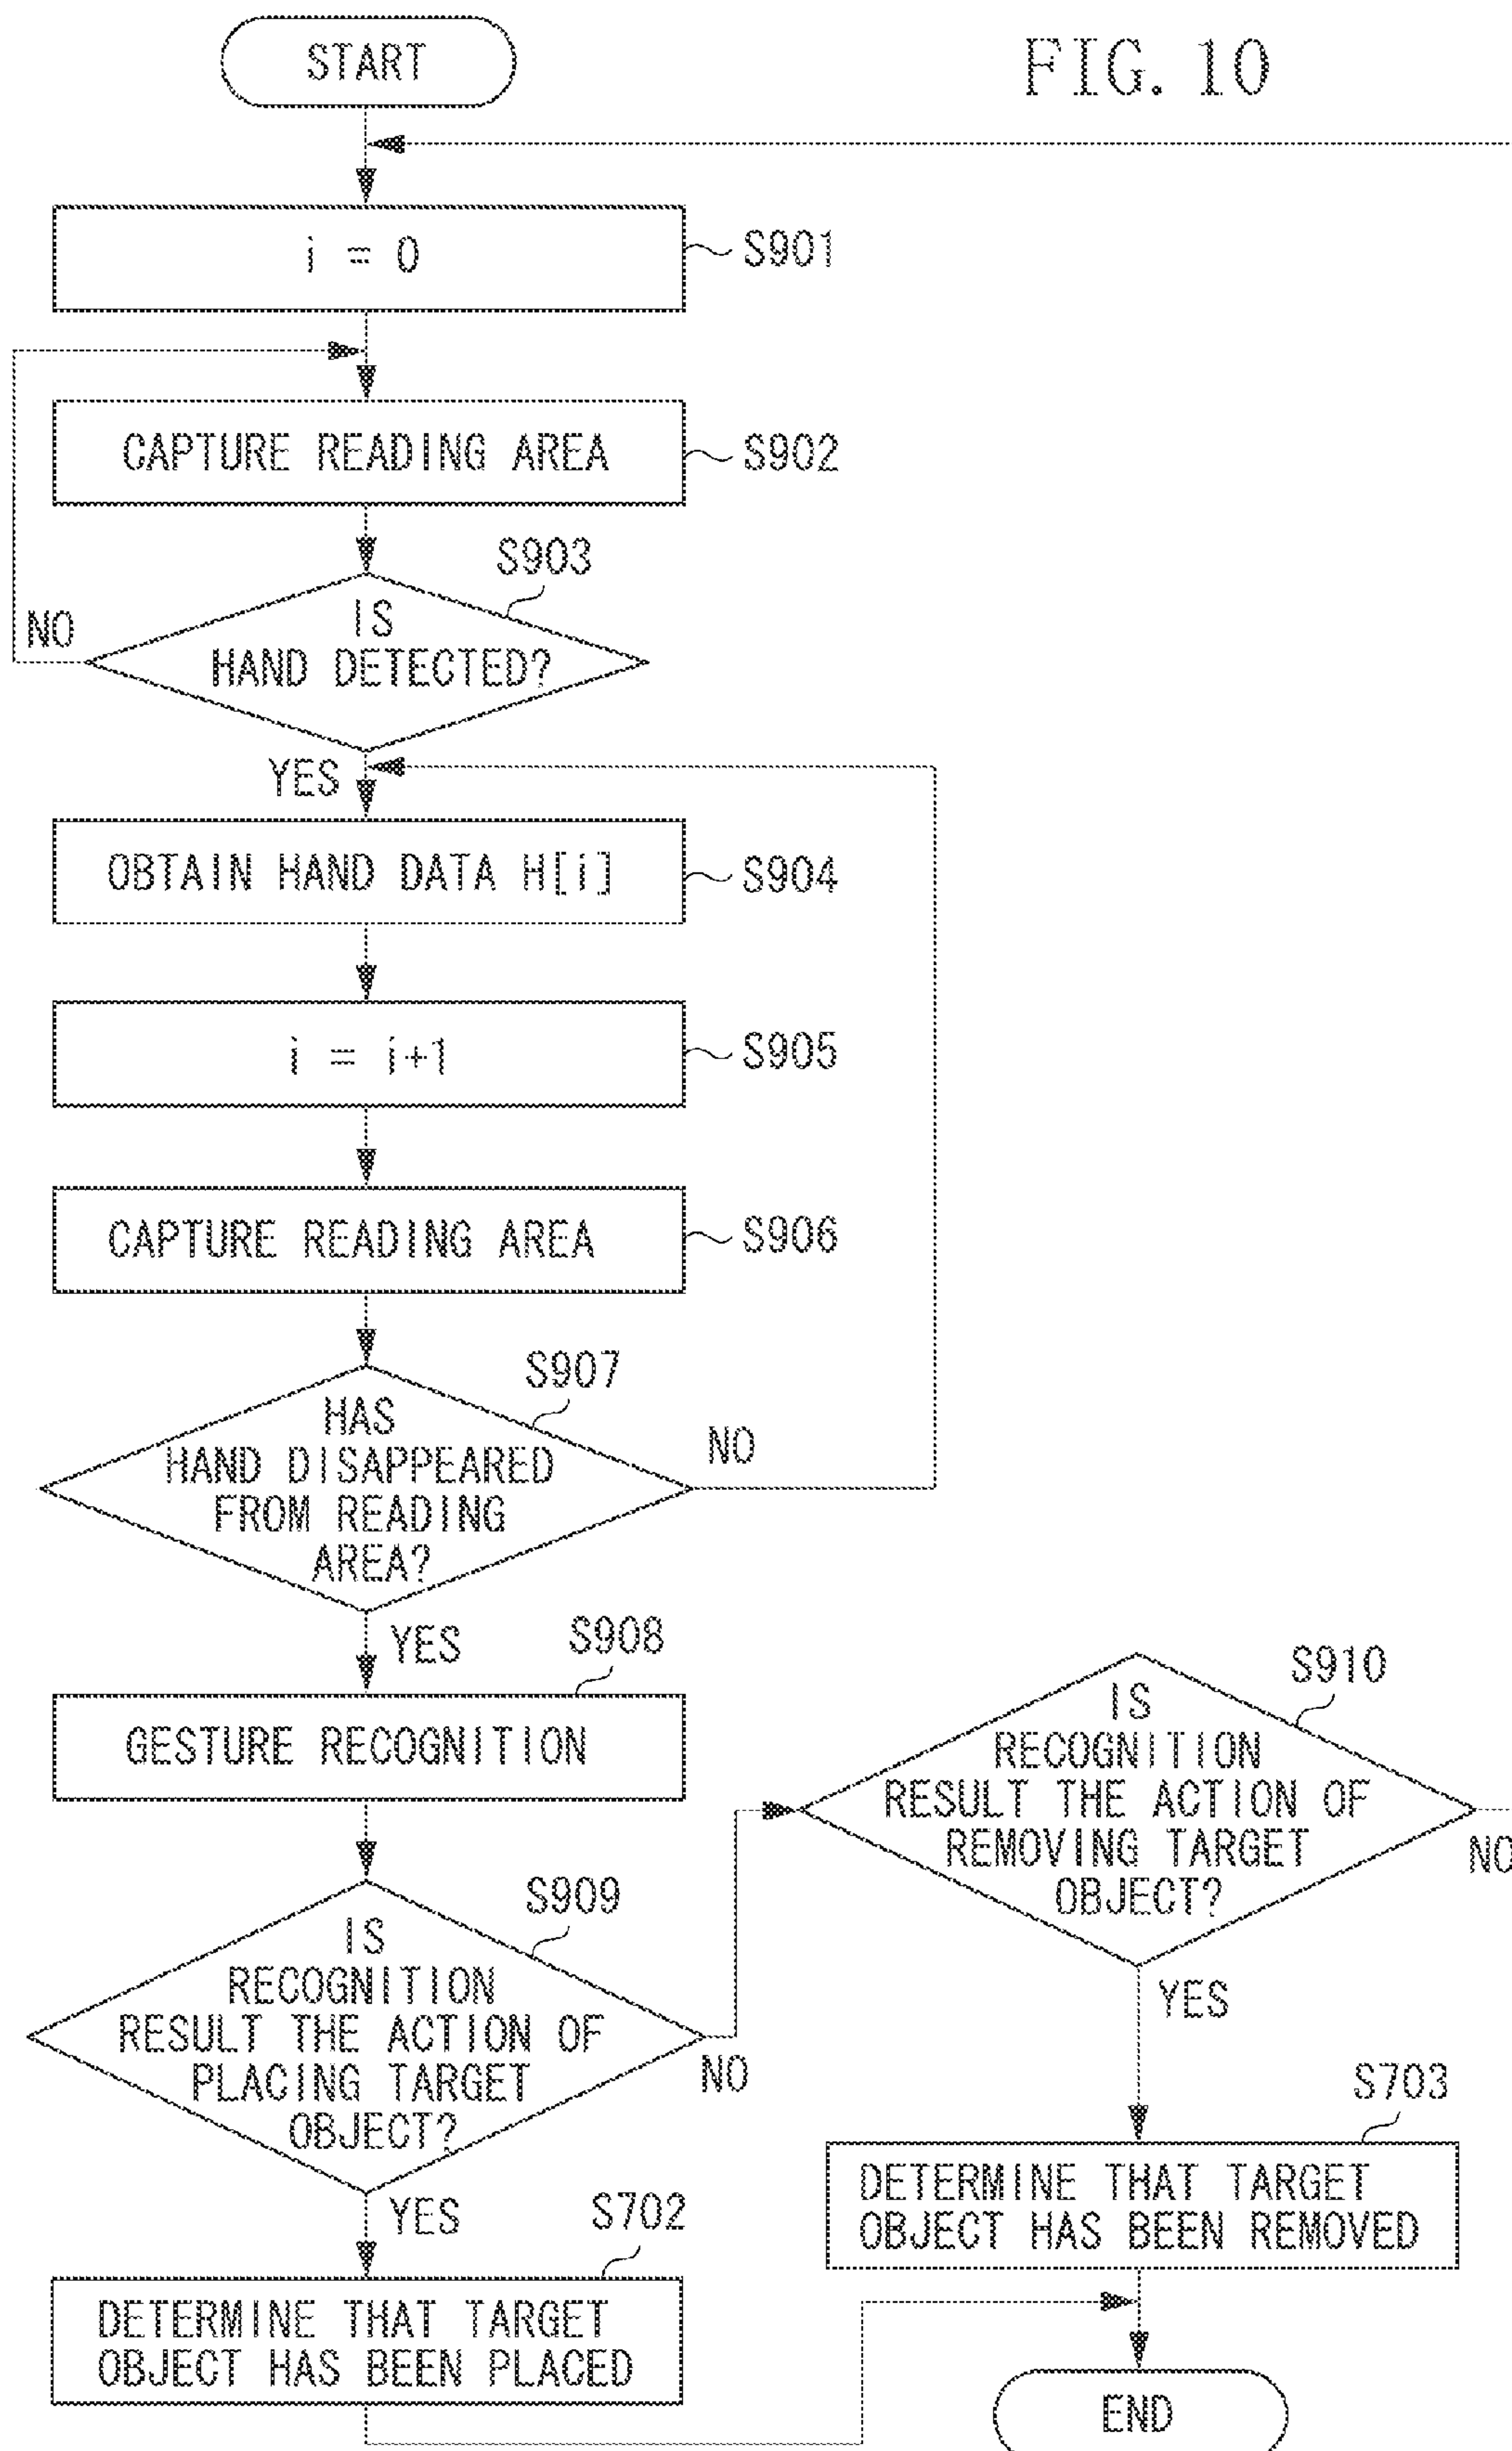 FIG. 10
START
i = 0
S901
CAPTURE READING AREA
S902
S903
IS
HAND DETECTED?
NO
YES
OBTAIN HAND DATA H[i]
S904
i = i+1
S905
CAPTURE READING AREA
S906
S907
HAS
HAND DISAPPEARED
FROM READING
AREA?
NO
YES
S908
GESTURE RECOGNITION
S909
IS
RECOGNITION
RESULT THE ACTION OF
PLACING TARGET
OBJECT?
NO
YES
S702
DETERMINE THAT TARGET
OBJECT HAS BEEN PLACED
S910
IS
RECOGNITION
RESULT THE ACTION OF
REMOVING TARGET
OBJECT?
NO
YES
S703
DETERMINE THAT TARGET
OBJECT HAS BEEN REMOVED
END